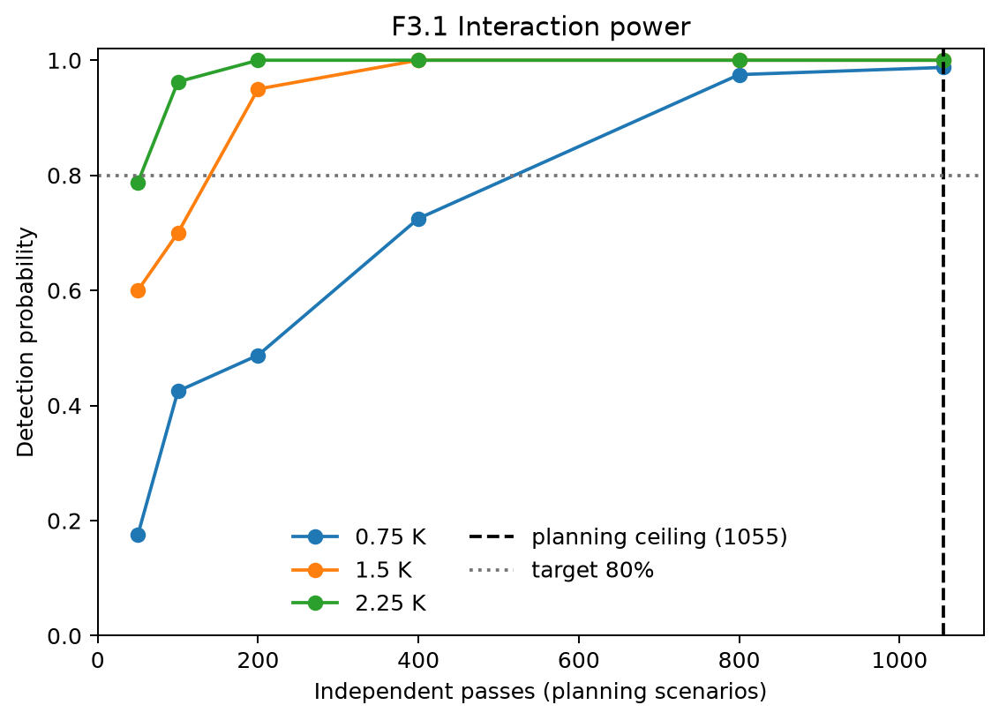 F3.1 Interaction power
Detection probability
1.0
0.8
0.6
0.4
0.2
0.0
0.75 K
1.5 K
2.25 K
planning ceiling (1055)
target 80%
0 200 400 600 800 1000
Independent passes (planning scenarios)